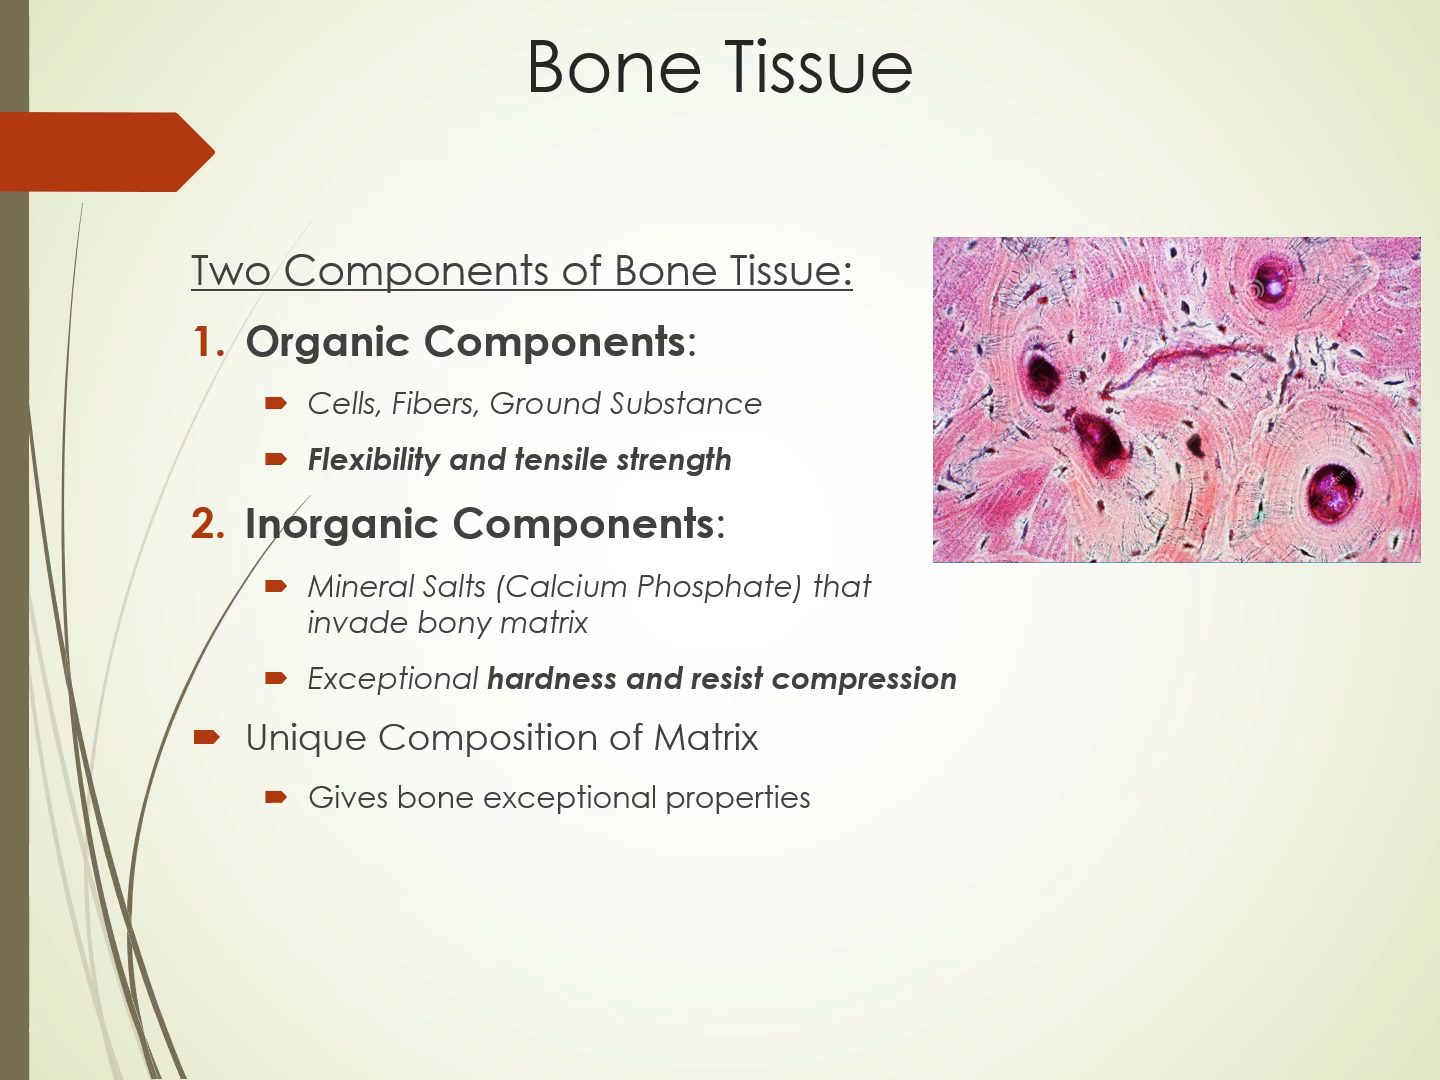 Bone Tissue
Two Components of Bone Tissue:
1. Organic Components:
Cells, Fibers, Ground Substance
Flexibility and tensile strength
2. Inorganic Components:
Mineral Salts (Calcium Phosphate) that
invade bony matrix
Exceptional hardness and resist compression
Unique Composition of Matrix
Gives bone exceptional properties